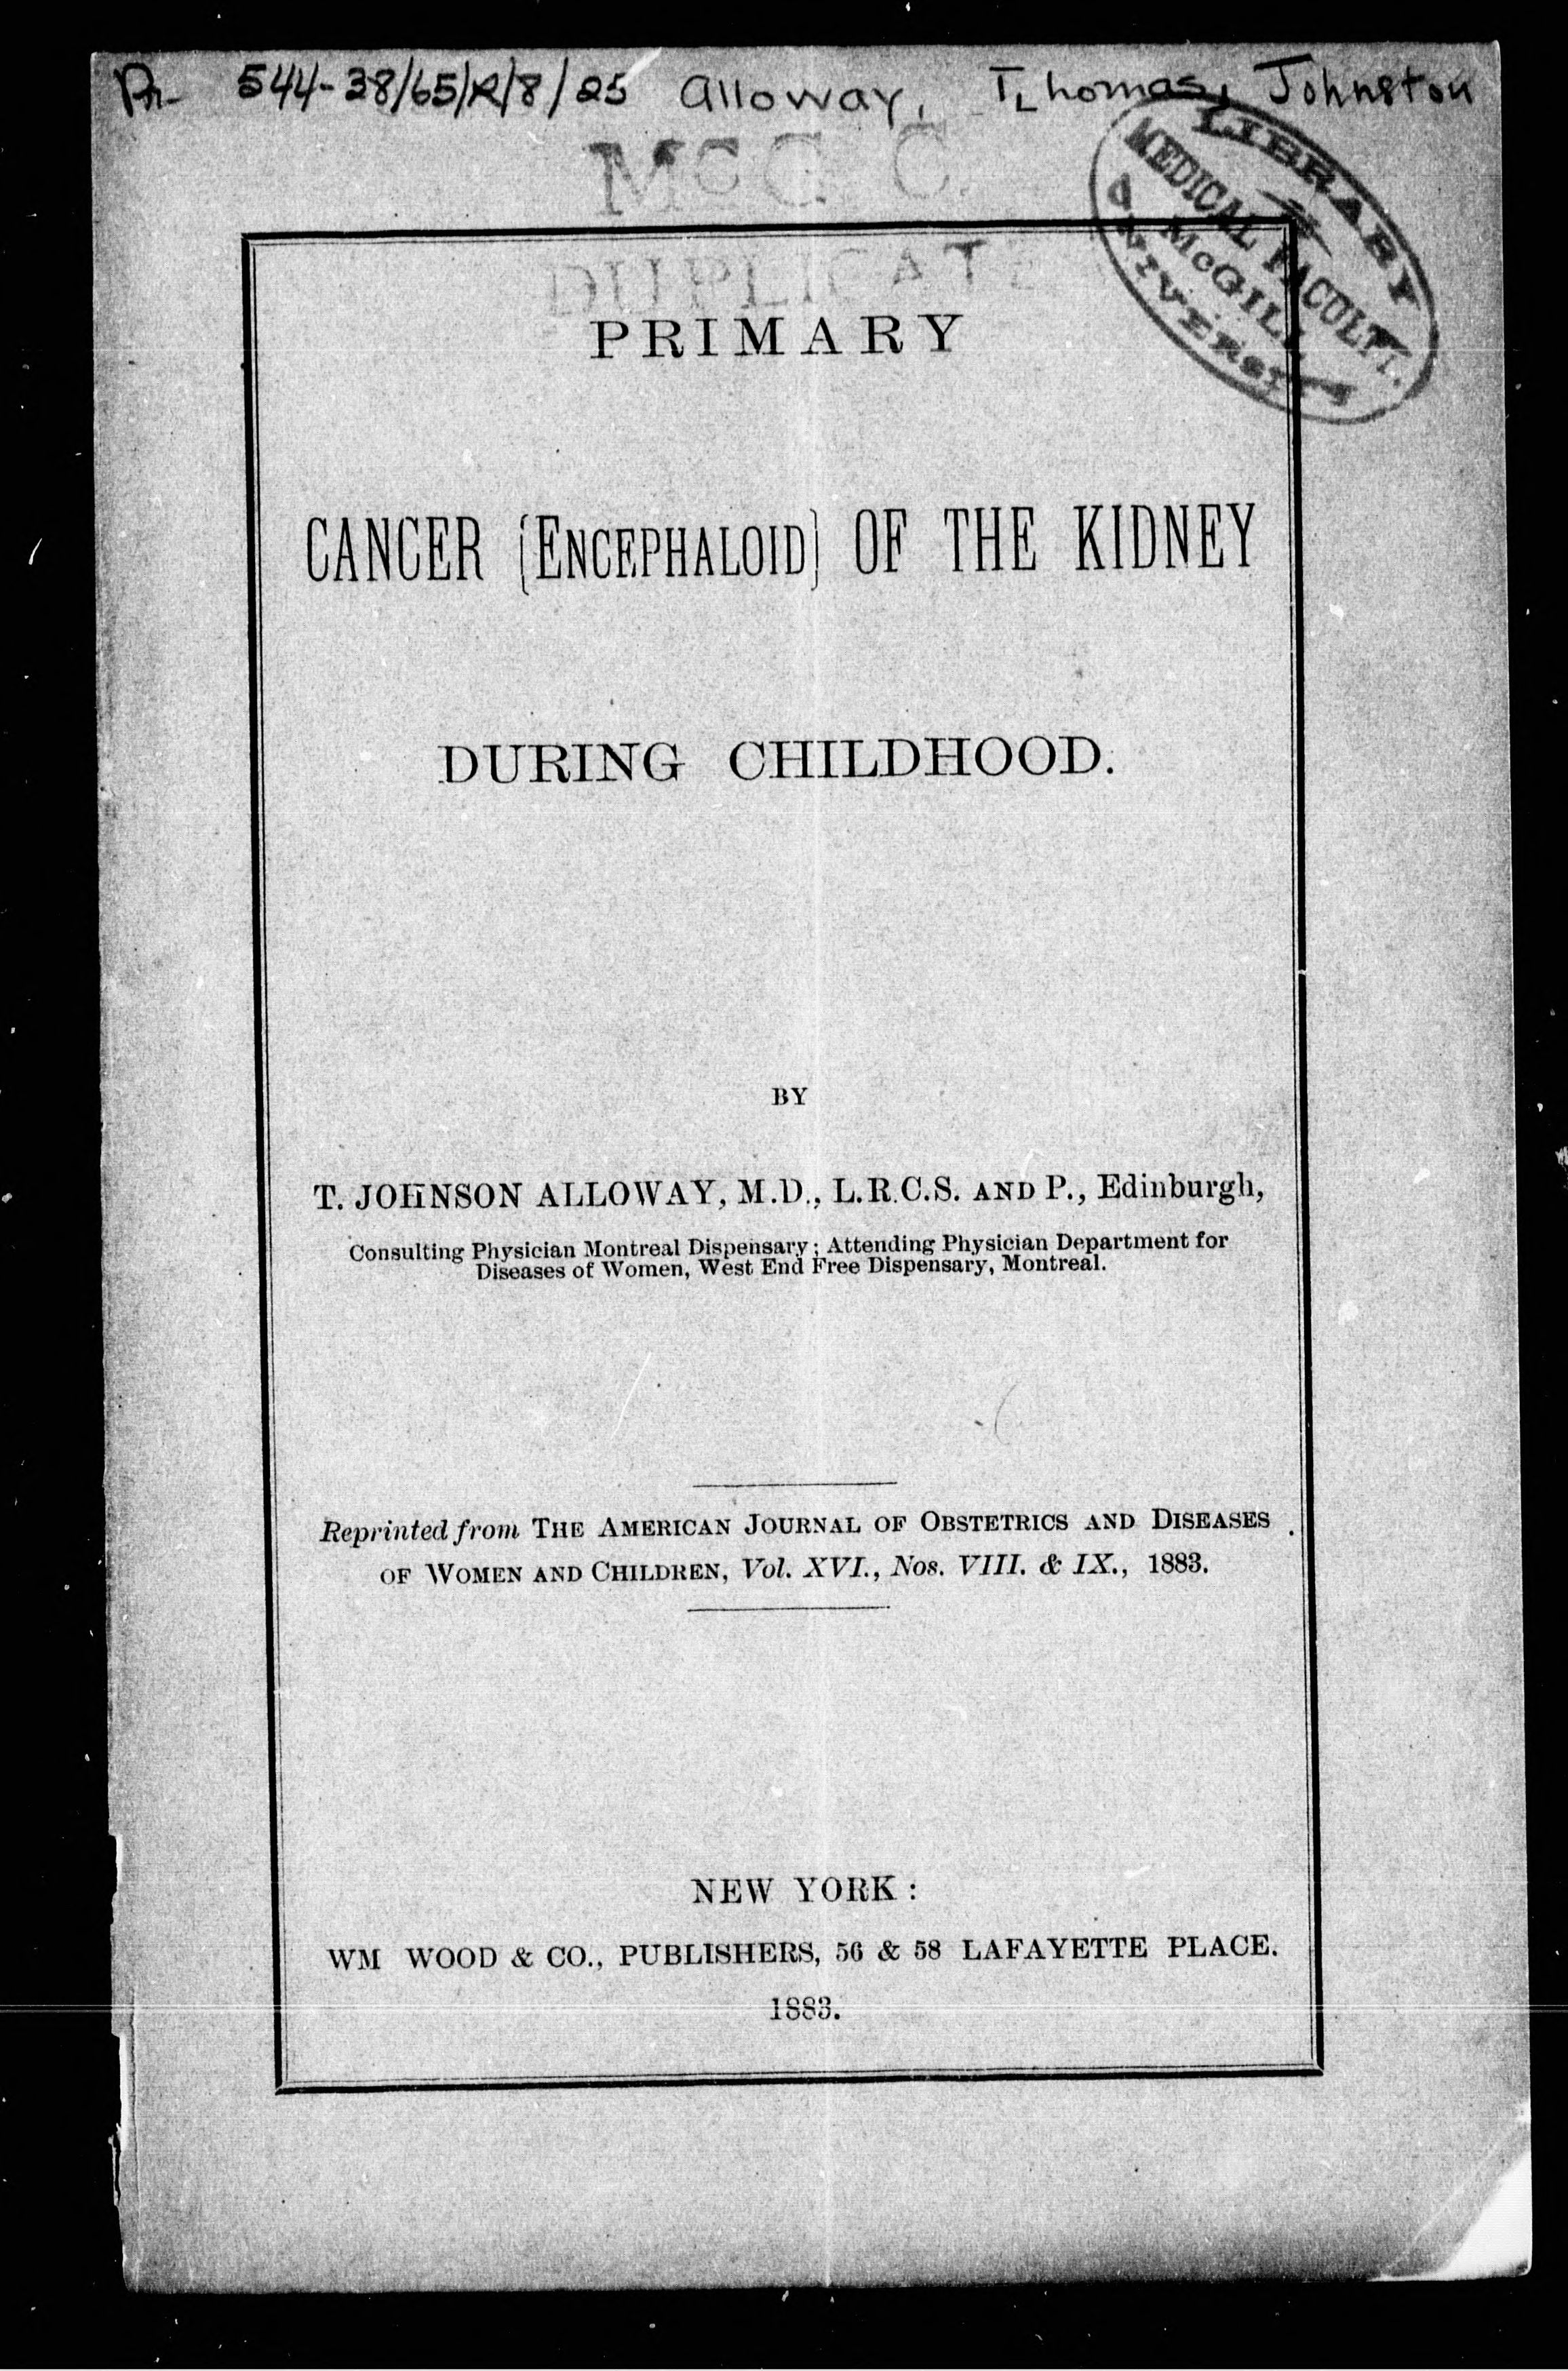 544-38/65/R/8/25 Alloway, T[homas, Johnston
McG. C.
DUPLICATE
LIBRARY
MEDICAL FACULTY.
McGILL
UNIVERSITY
PRIMARY
CANCER (ENCEPHALOID) OF THE KIDNEY
DURING CHILDHOOD.
BY
T. JOHNSON ALLOWAY, M.D., L.R.C.S. AND P., Edinburgh,
Consulting Physician Montreal Dispensary; Attending Physician Department for
Diseases of Women, West End Free Dispensary, Montreal.
Reprinted from THE AMERICAN JOURNAL OF OBSTETRICS AND DISEASES
OF WOMEN AND CHILDREN, Vol. XVI., Nos. VIII. & IX., 1883.
NEW YORK:
WM WOOD & CO., PUBLISHERS, 56 & 58 LAFAYETTE PLACE.
1883.